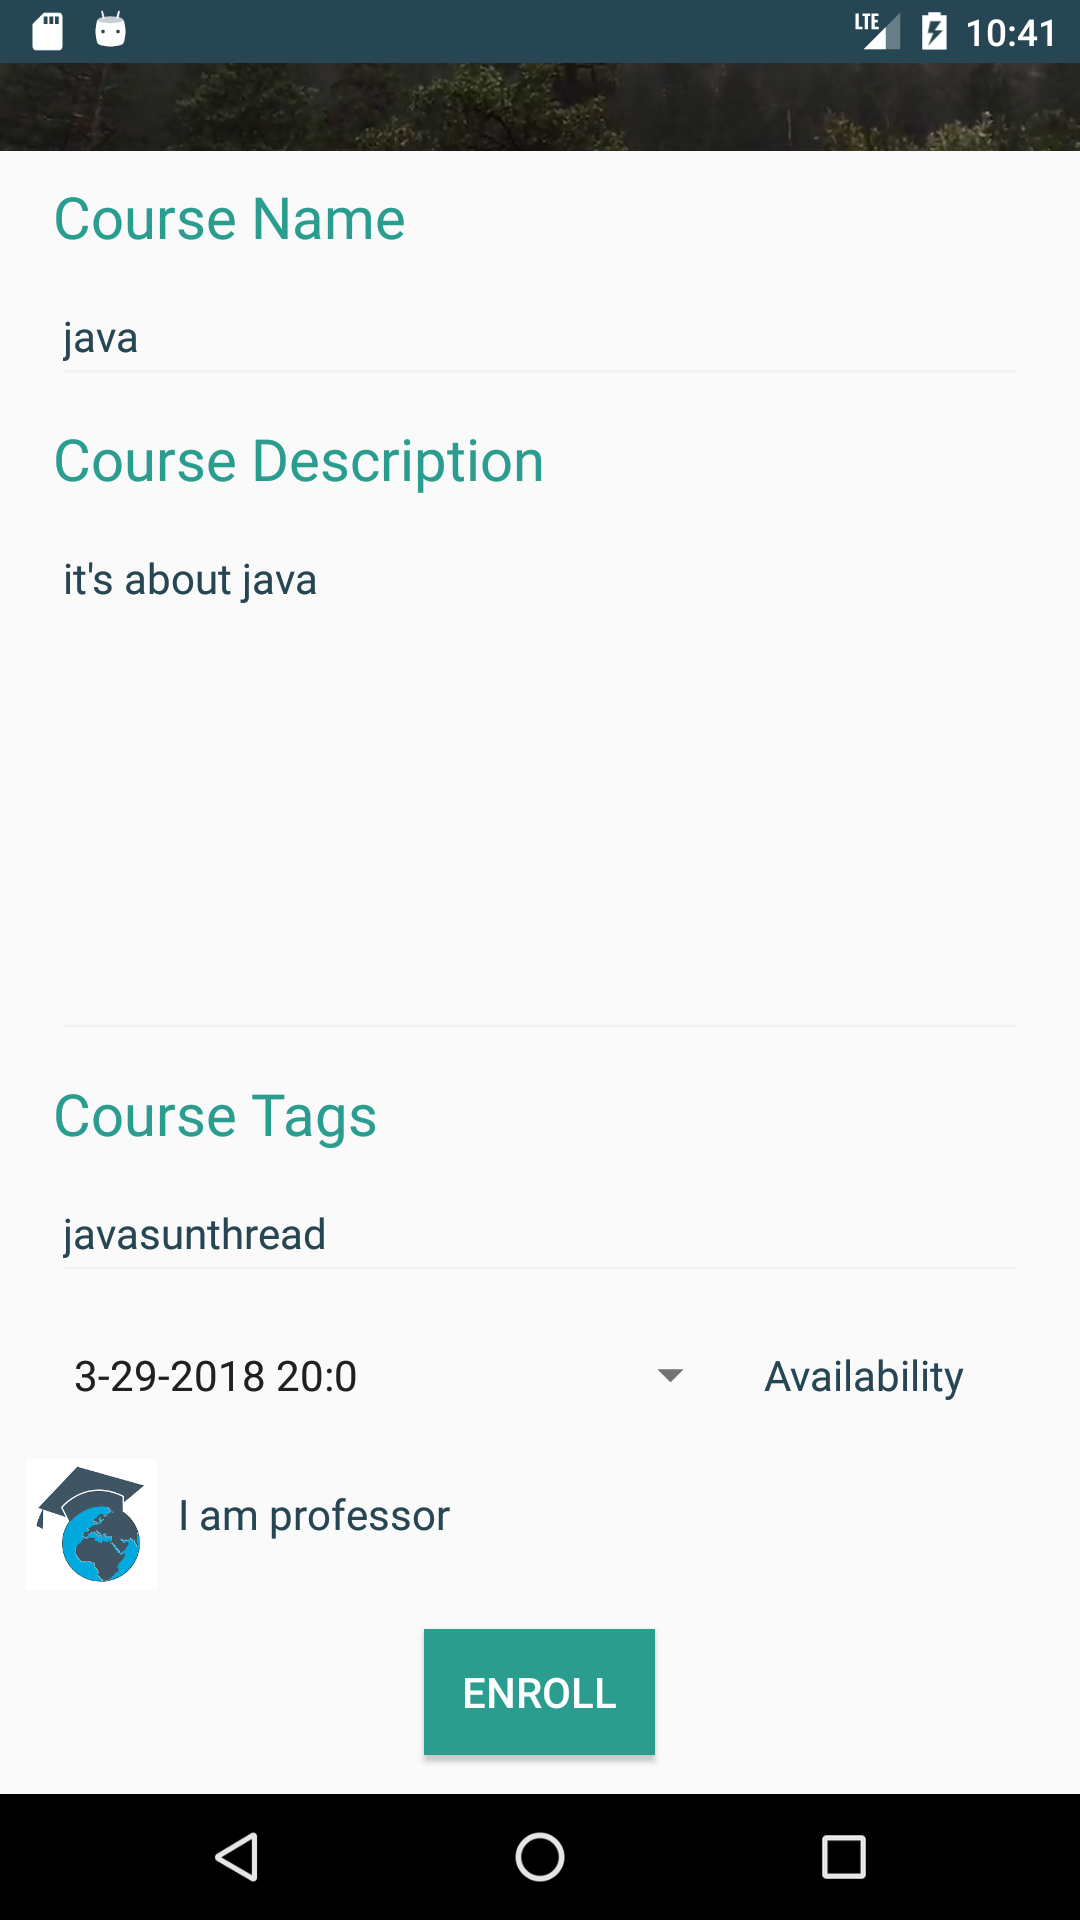 LTE 10:41
Course Name
java
Course Description
it's about java
Course Tags
javasunthread
3-29-2018 20:0 Availability
I am professor
ENROLL